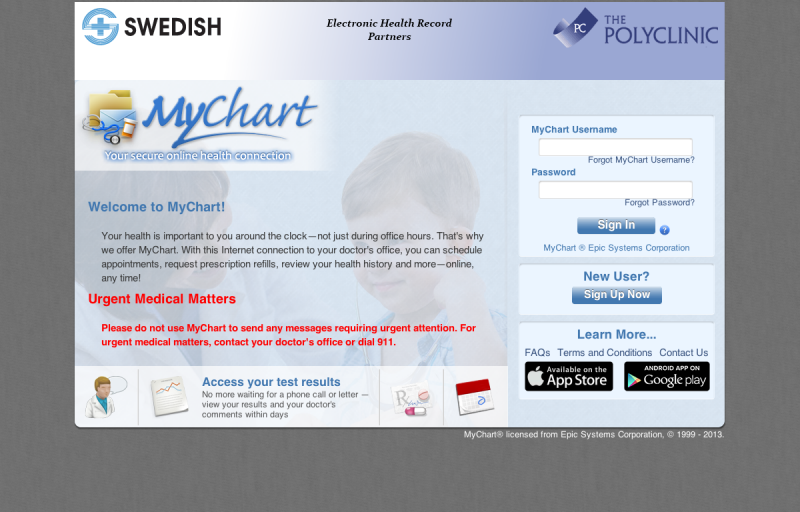 SWEDISH
Electronic Health Record
Partners
THE
POLYCLINIC
PC
MyChart
Your secure online health connection
MyChart Username
Forgot MyChart Username?
Password
Forgot Password?
Sign In
?
MyChart ® Epic Systems Corporation
Welcome to MyChart!
Your health is important to you around the clock—not just during office hours. That's why
we offer MyChart. With this Internet connection to your doctor's office, you can schedule
appointments, request prescription refills, review your health history and more—online,
any time!
Urgent Medical Matters
Please do not use MyChart to send any messages requiring urgent attention. For
urgent medical matters, contact your doctor's office or dial 911.
New User?
Sign Up Now
Learn More...
FAQs Terms and Conditions Contact Us
Available on the
App Store
ANDROID APP ON
Google play
Access your test results
No more waiting for a phone call or letter —
view your results and your doctor's
comments within days
Rx
MyChart® licensed from Epic Systems Corporation, © 1999 - 2013.